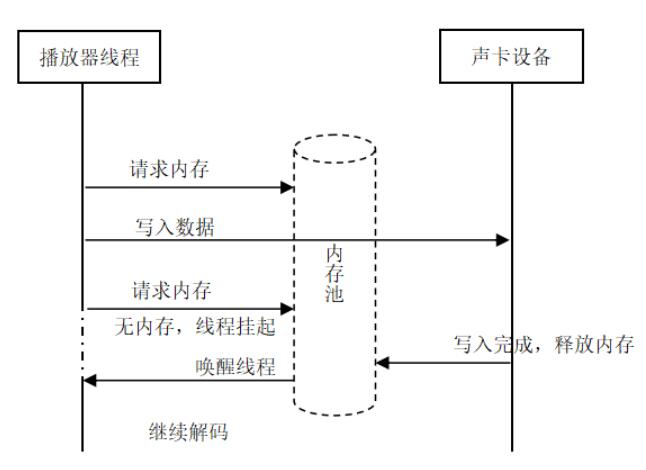 播放器线程
声卡设备
请求内存
写入数据
内存池
请求内存
无内存，线程挂起
写入完成，释放内存
唤醒线程
继续解码